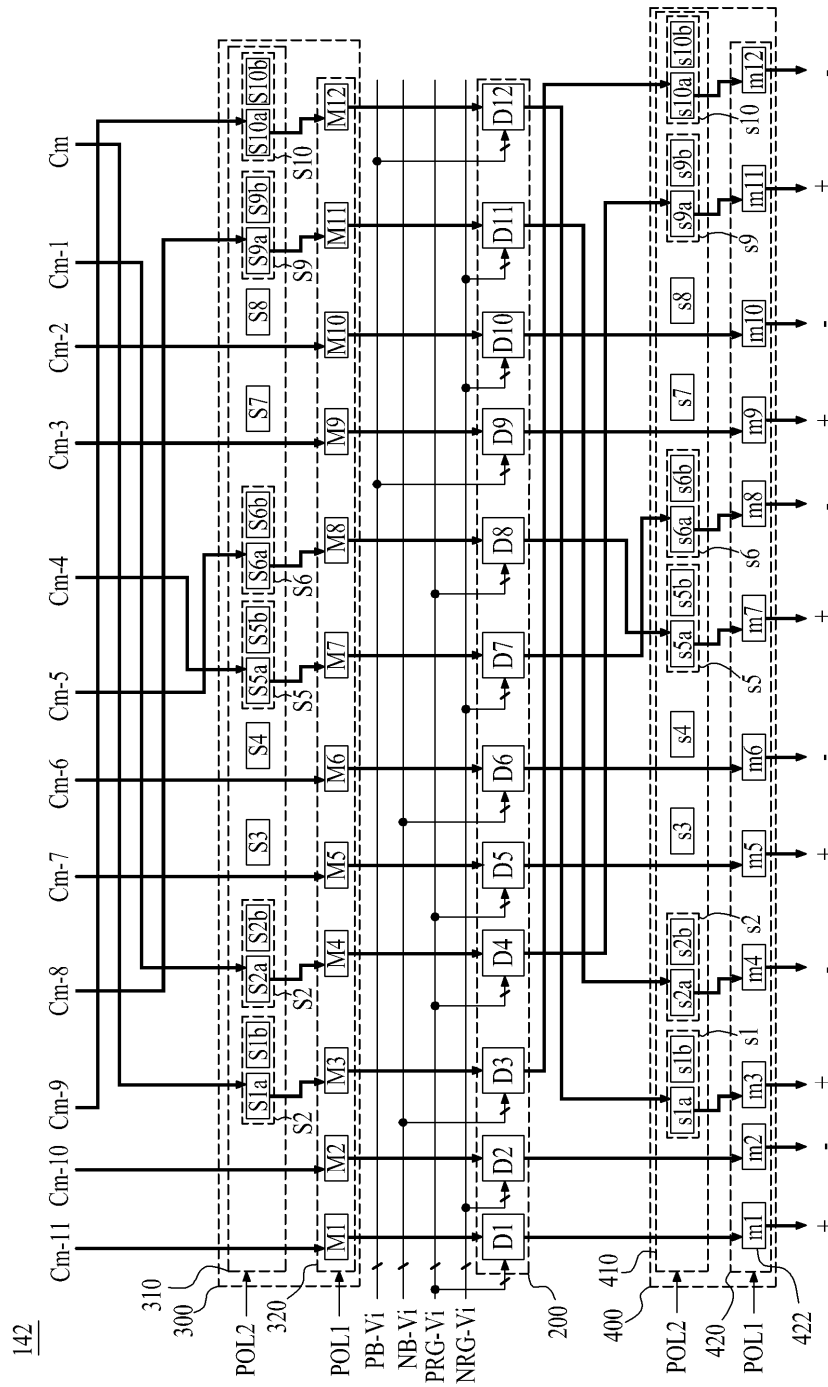 142
Cm-11 Cm-10 Cm-9 Cm-8 Cm-7 Cm-6 Cm-5 Cm-4 Cm-3 Cm-2 Cm-1 Cm
310
300
POL2
S1a S1b S2a S2b S3 S4 S5a S5b S6a S6b S7 S8 S9a S9b S10a S10b
S2 S2 S5 S6 S9 S10
320
POL1
M1 M2 M3 M4 M5 M6 M7 M8 M9 M10 M11 M12
PB-Vi
NB-Vi
PRG-Vi
NRG-Vi
D1 D2 D3 D4 D5 D6 D7 D8 D9 D10 D11 D12
200
410
400
POL2
s1a s1b s2a s2b s3 s4 s5a s5b s6a s6b s7 s8 s9a s9b s10a s10b
s1 s2 s5 s6 s9 s10
420
POL1
m1 m2 m3 m4 m5 m6 m7 m8 m9 m10 m11 m12
422
+ - + - + - + - + - + -